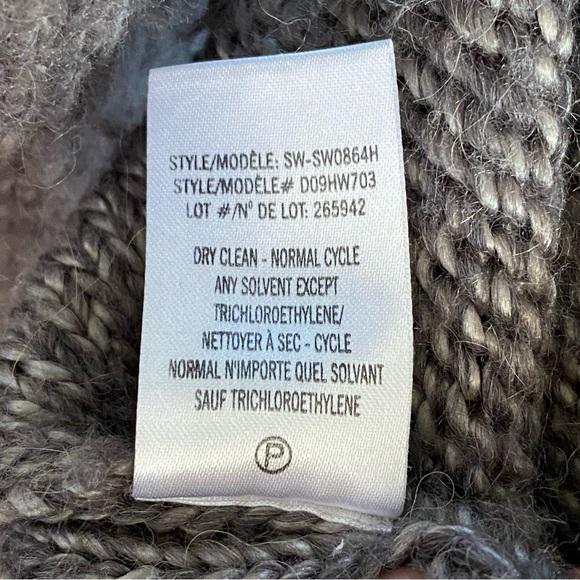 STYLE/MODÈLE: SW-SW0864H
STYLE/MODÈLE# D09HW703
LOT #/Nº DE LOT: 265942
DRY CLEAN - NORMAL CYCLE
ANY SOLVENT EXCEPT
TRICHLOROETHYLENE/
NETTOYER À SEC - CYCLE
NORMAL N'IMPORTE QUEL SOLVANT
SAUF TRICHLOROETHYLENE
P